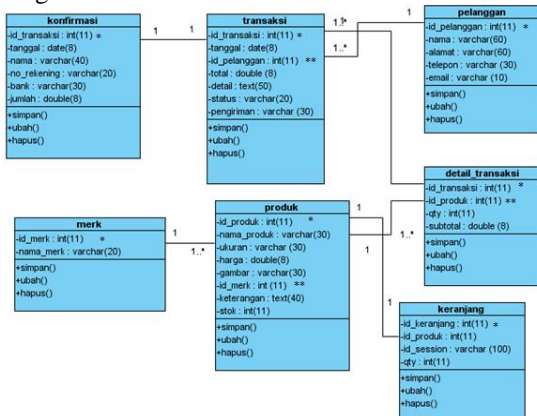 konfirmasi
-id_transaksi : int(11) *
-tanggal : date(8)
-nama : varchar(40)
-no_rekening : varchar(20)
-bank : varchar(30)
-jumlah : double(8)
+simpan()
+ubah()
+hapus()
1
1
transaksi
-id_transaksi : int(11) *
-tanggal : date(8)
-id_pelanggan : int(11) **
-total : double (8)
-detail : text(50)
-status : varchar(20)
-pengiriman : varchar (30)
+simpan()
+ubah()
+hapus()
1..*
1
pelanggan
-id_pelanggan : int(11) *
-nama : varchar(60)
-alamat : varchar(60)
-telepon : varchar (30)
-email : varchar (10)
+simpan()
+ubah()
+hapus()
detail_transaksi
-id_transaksi : int(11) *
-id_produk : int(11) **
-qty : int(11)
-subtotal : double (8)
+simpan()
+ubah()
+hapus()
merk
-id_merk : int(11) *
-nama_merk : varchar(20)
+simpan()
+ubah()
+hapus()
1
1..*
produk
-id_produk : int(11) *
-nama_produk : varchar(30)
-ukuran : varchar (30)
-harga : double(8)
-gambar : varchar(30)
-id_merk : int (11) **
-keterangan : text(40)
-stok : int(11)
+simpan()
+ubah()
+hapus()
1
1
1..*
1
keranjang
-id_keranjang : int(11) *
-id_produk : int(11)
-id_session : varchar (100)
-qty : int(11)
+simpan()
+ubah()
+hapus()